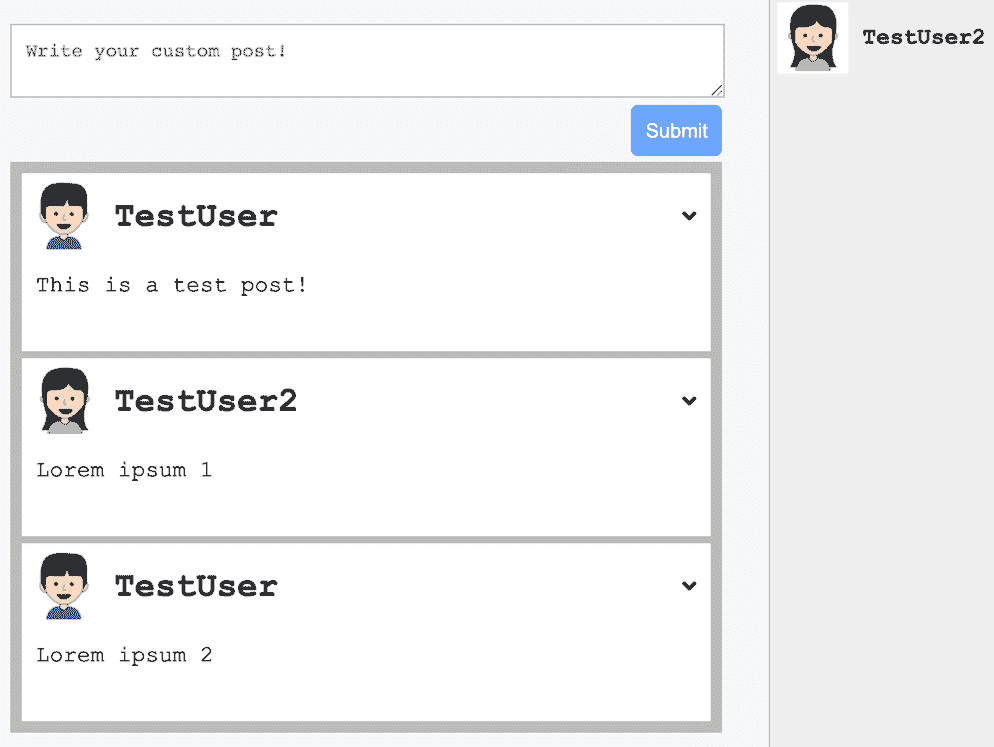 Write your custom post!
Submit
TestUser
This is a test post!
TestUser2
Lorem ipsum 1
TestUser
Lorem ipsum 2
TestUser2